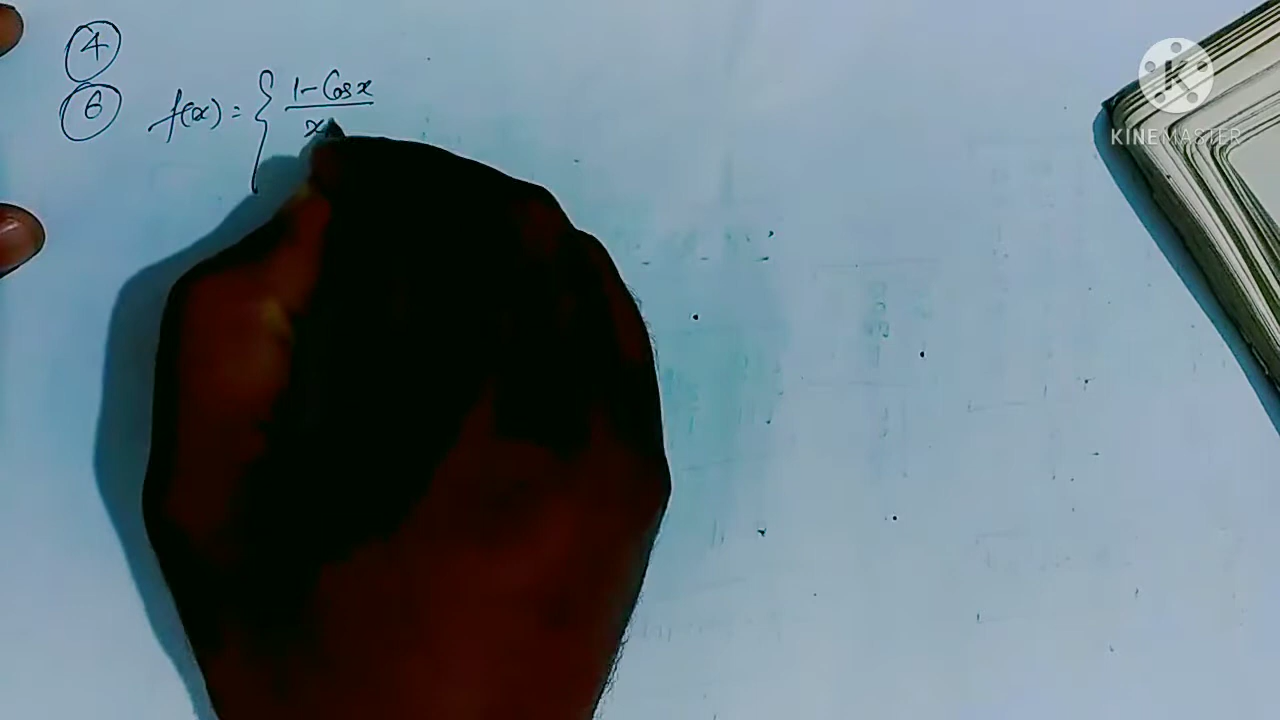 ④
⑥ f(x) = { 1-Cosx
x
KINEMASTER